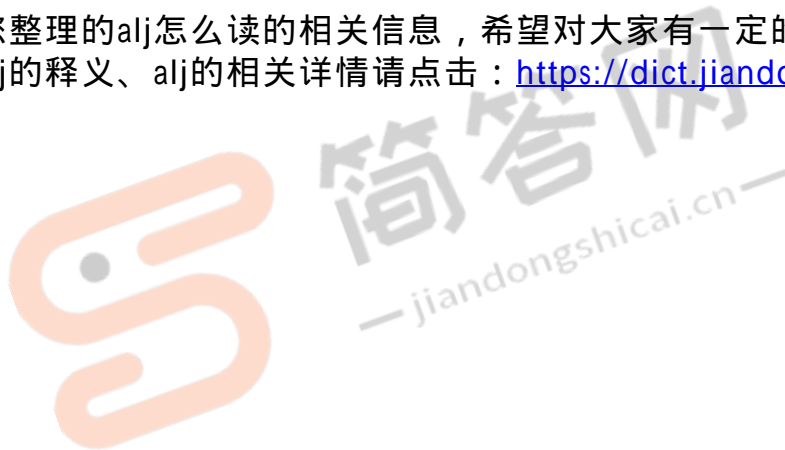 整理的alj怎么读的相关信息，希望对大家有一定的
j的释义、alj的相关详情请点击：https://dict.jiando
简答网
jiandongshicai.cn